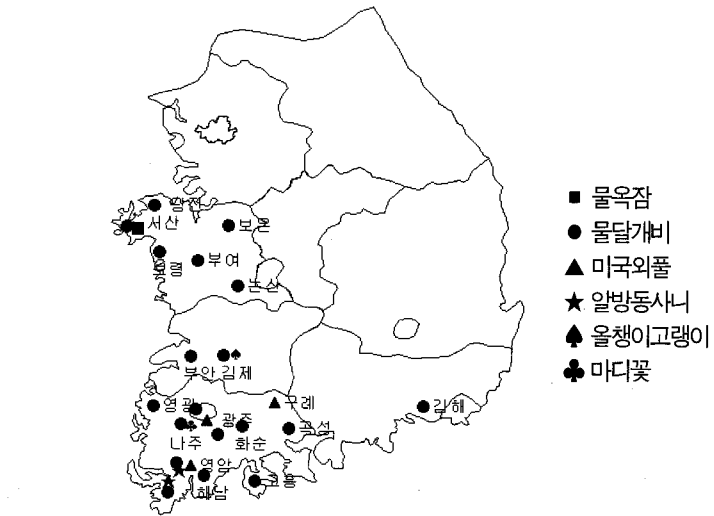 당진
서산
보은
보령
부여
논산
부안 김제
구례
영광
광주
곡성
나주
화순
영암
해남
고흥
김해
물옥잠
물달개비
미국외풀
알방동사니
올챙이고랭이
마디꽃